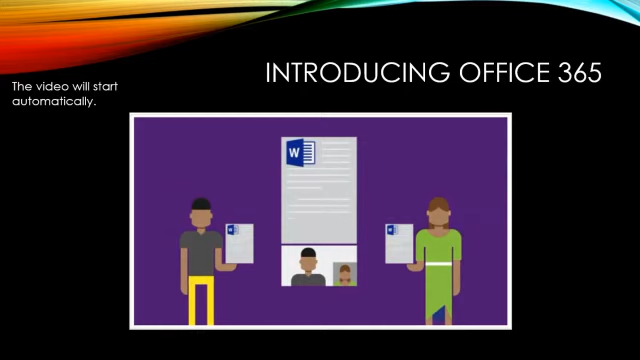 INTRODUCING OFFICE 365
The video will start
automatically.
W
W
W